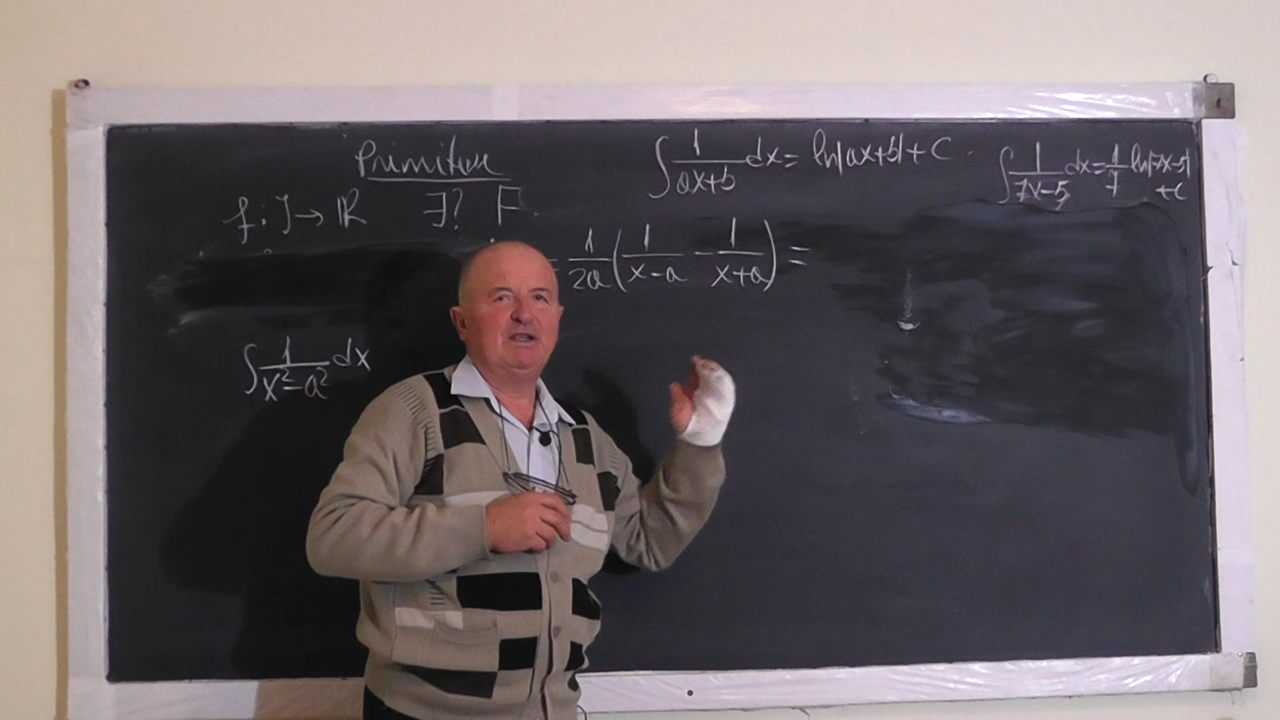 Primitive
∫ 1/(ax+b) dx = ln|ax+b| + C
∫ 1/(7x-5) dx = 1/7 ln|7x-5| + C
f: J → ℝ ∃? F
= 1/2a (1/(x-a) - 1/(x+a)) =
∫ 1/(x²-a²) dx